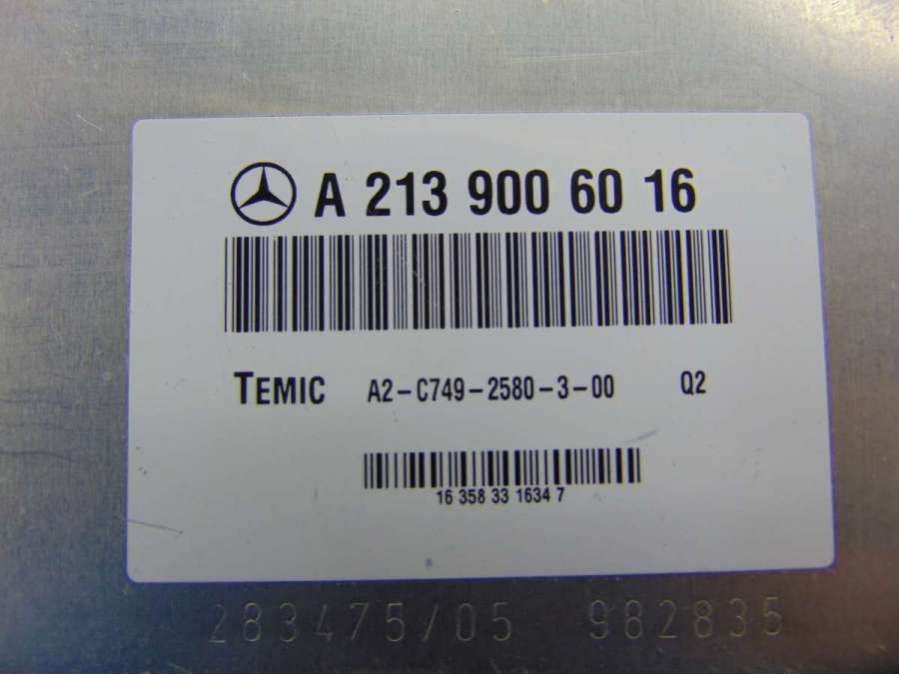 A 213 900 60 16
TEMIC A2-C749-2580-3-00 Q2
16 358 33 1634 7
283475/05 982835